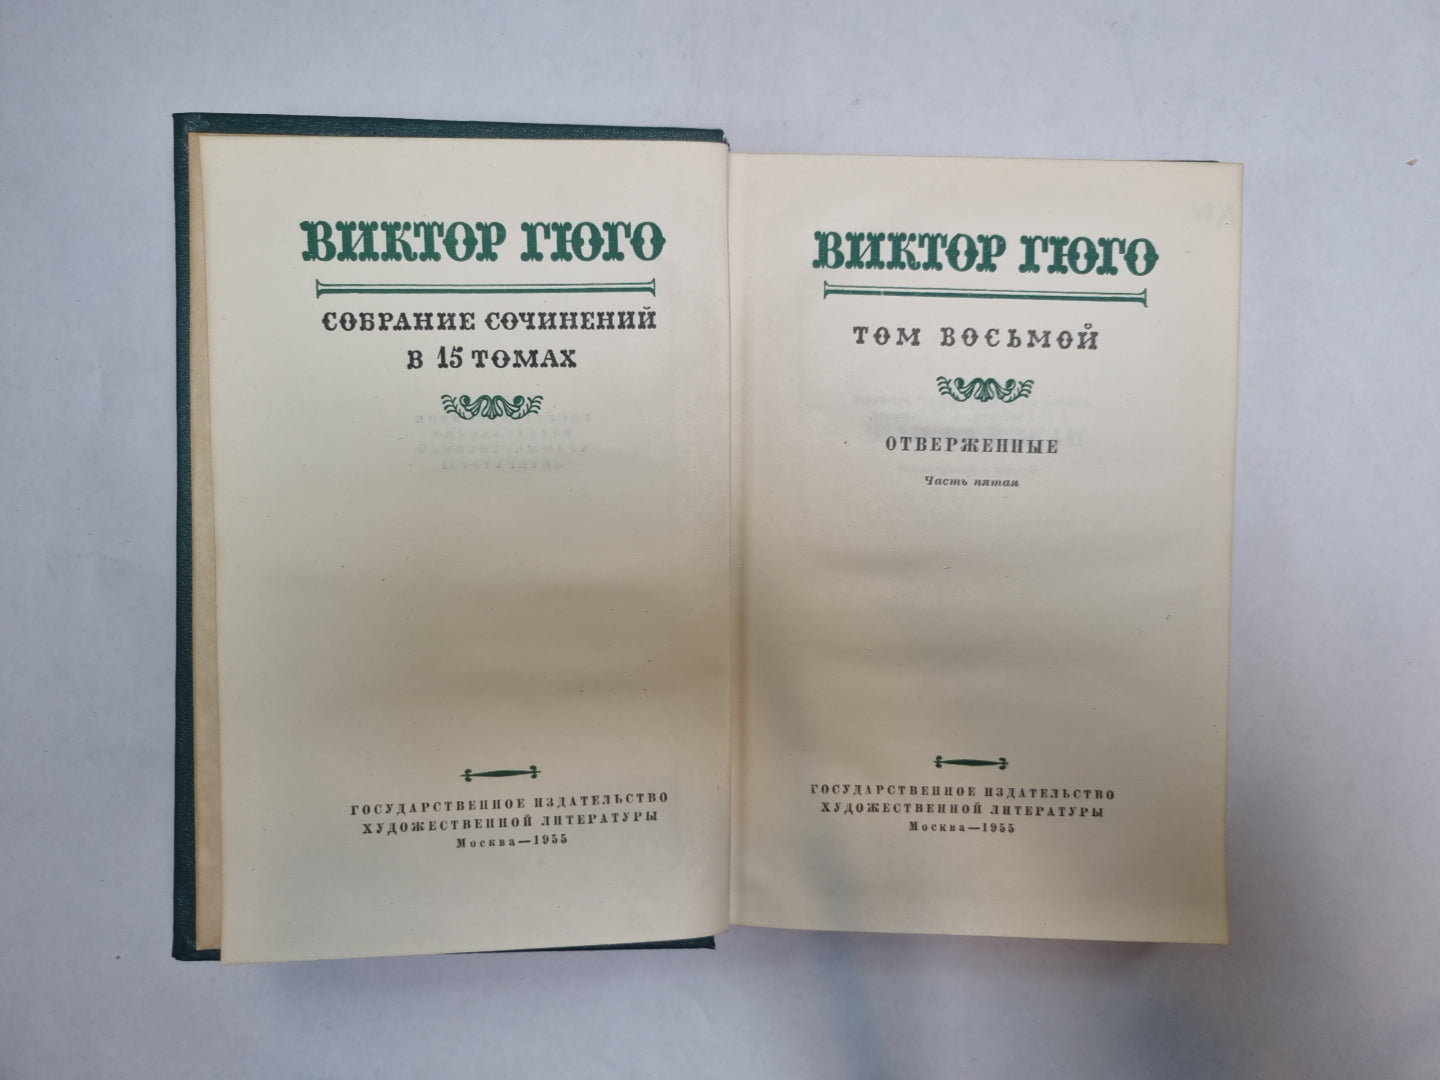 ВИКТОР ГЮГО
СОБРАНИЕ СОЧИНЕНИЙ
В 15 ТОМАХ
ГОСУДАРСТВЕННОЕ ИЗДАТЕЛЬСТВО
ХУДОЖЕСТВЕННОЙ ЛИТЕРАТУРЫ
Москва—1955
ВИКТОР ГЮГО
ТОМ ВОСЬМОЙ
ОТВЕРЖЕННЫЕ
Часть пятая
ГОСУДАРСТВЕННОЕ ИЗДАТЕЛЬСТВО
ХУДОЖЕСТВЕННОЙ ЛИТЕРАТУРЫ
Москва—1955